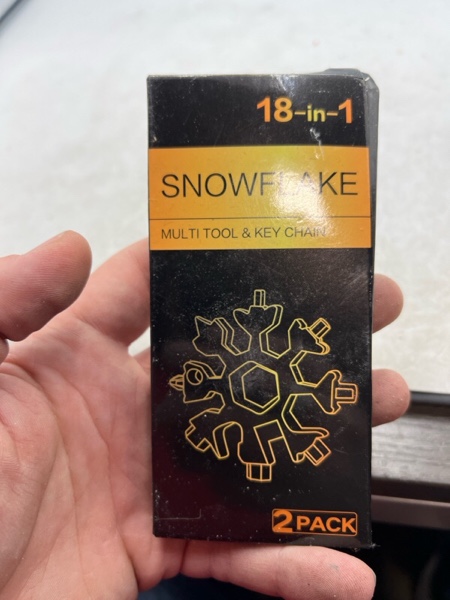 18-in-1
SNOWFLAKE
MULTI TOOL & KEY CHAIN
2 PACK